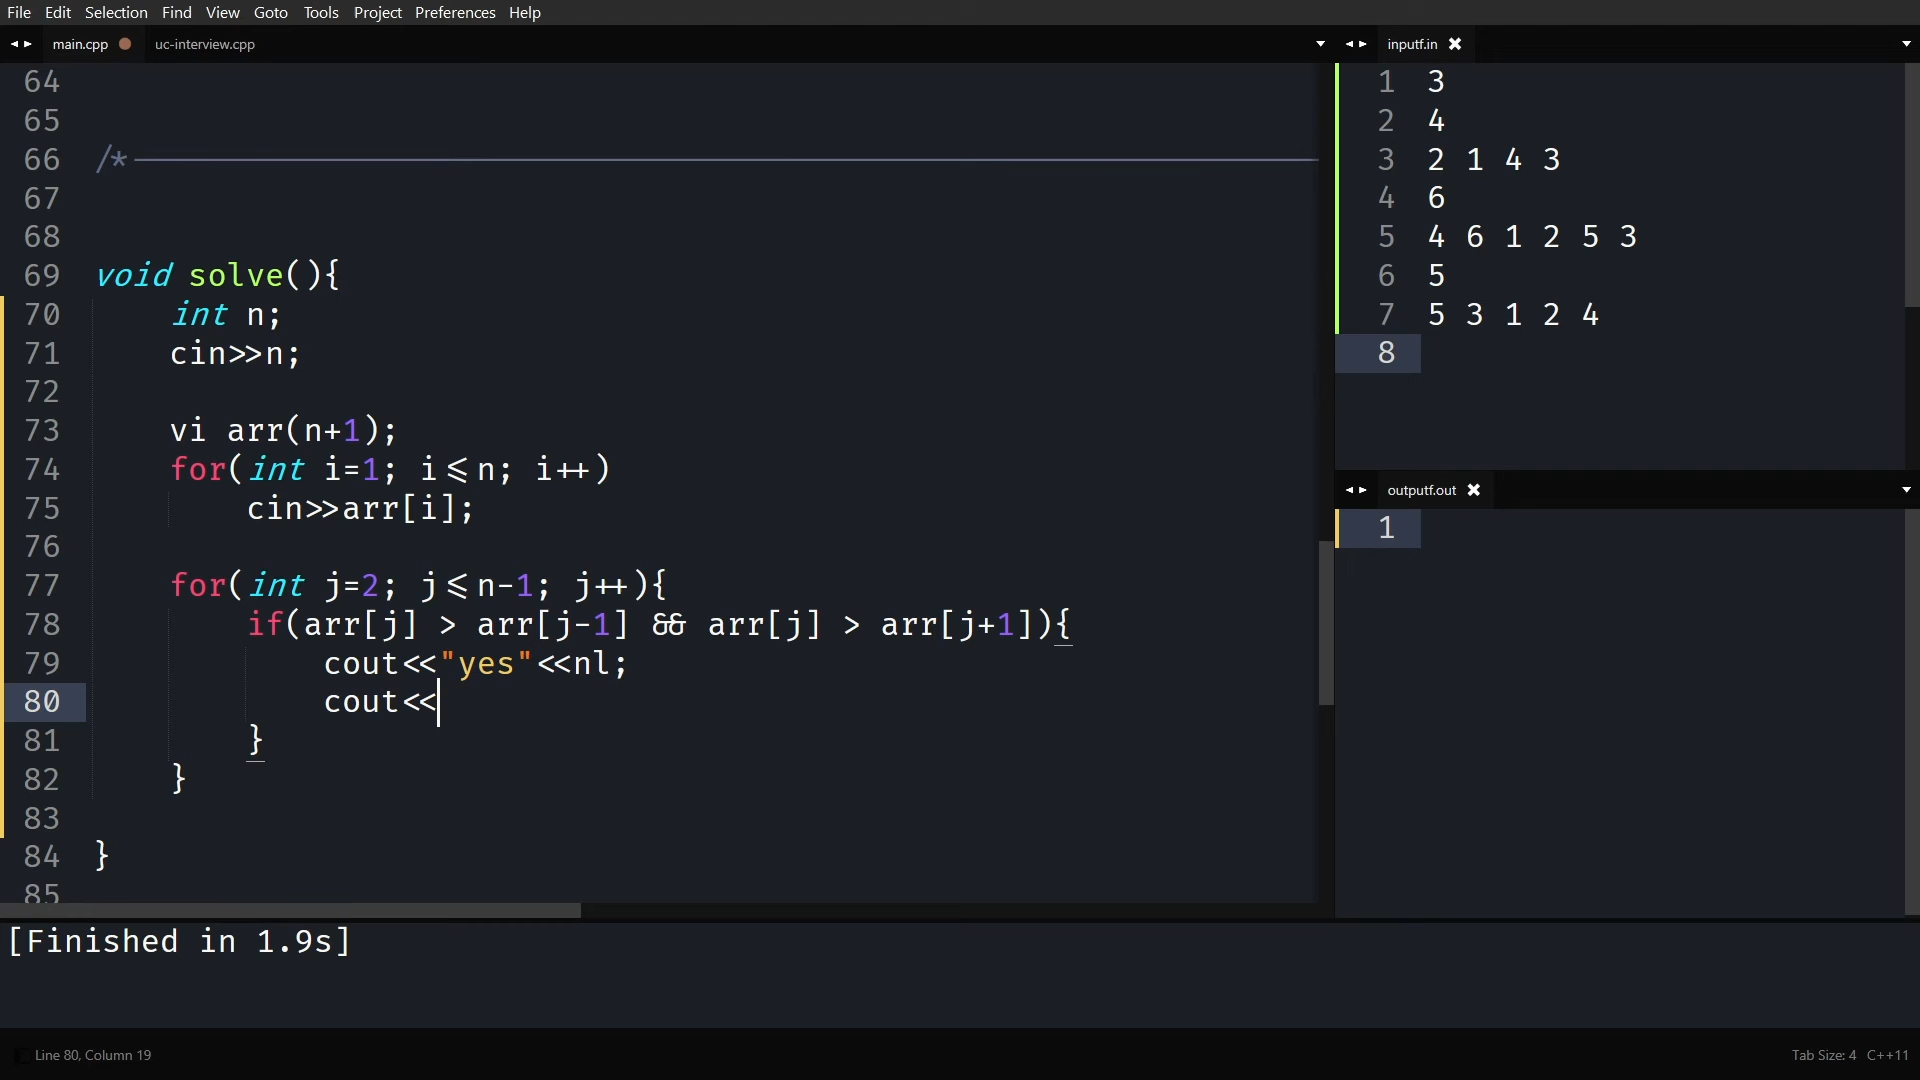 File Edit Selection Find View Goto Tools Project Preferences Help
main.cpp uc-interview.cpp
64
65
66 /*
67
68
69 void solve(){
70 int n;
71 cin>>n;
72
73 vi arr(n+1);
74 for(int i=1; i<=n; i++)
75 cin>>arr[i];
76
77 for(int j=2; j<=n-1; j++){
78 if(arr[j] > arr[j-1] && arr[j] > arr[j+1]){
79 cout<<"yes"<<nl;
80 cout<<
81 }
82 }
83
84 }
85
inputf.in
1 3
2 4
3 2 1 4 3
4 6
5 4 6 1 2 5 3
6 5
7 5 3 1 2 4
8
outputf.out
1
[Finished in 1.9s]
Line 80, Column 19
Tab Size: 4 C++11